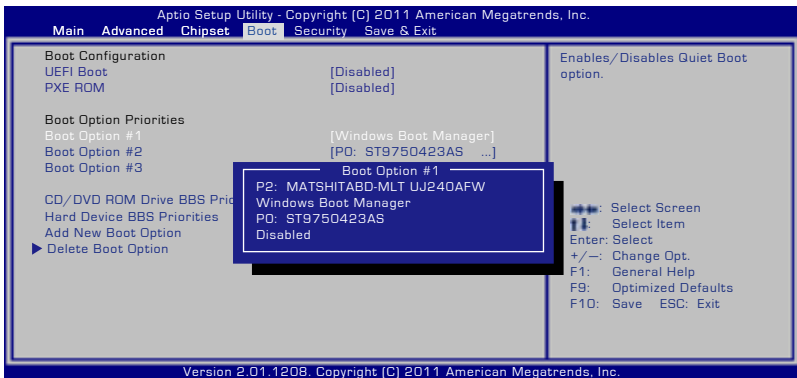 Aptio Setup Utility - Copyright (C) 2011 American Megatrends, Inc.
Main Advanced Chipset Boot Security Save & Exit
Boot Configuration
UEFI Boot [Disabled]
PXE ROM [Disabled]
Boot Option Priorities
Boot Option #1 [Windows Boot Manager]
Boot Option #2 [P0: ST9750423AS ...]
Boot Option #3
CD/DVD ROM Drive BBS Prio
Hard Device BBS Priorities
Add New Boot Option
Delete Boot Option
Boot Option #1
P2: MATSHITABD-MLT UJ240AFW
Windows Boot Manager
P0: ST9750423AS
Disabled
Enables/Disables Quiet Boot
option.
: Select Screen
: Select Item
Enter: Select
+/—: Change Opt.
F1: General Help
F9: Optimized Defaults
F10: Save ESC: Exit
Version 2.01.1208. Copyright (C) 2011 American Megatrends, Inc.